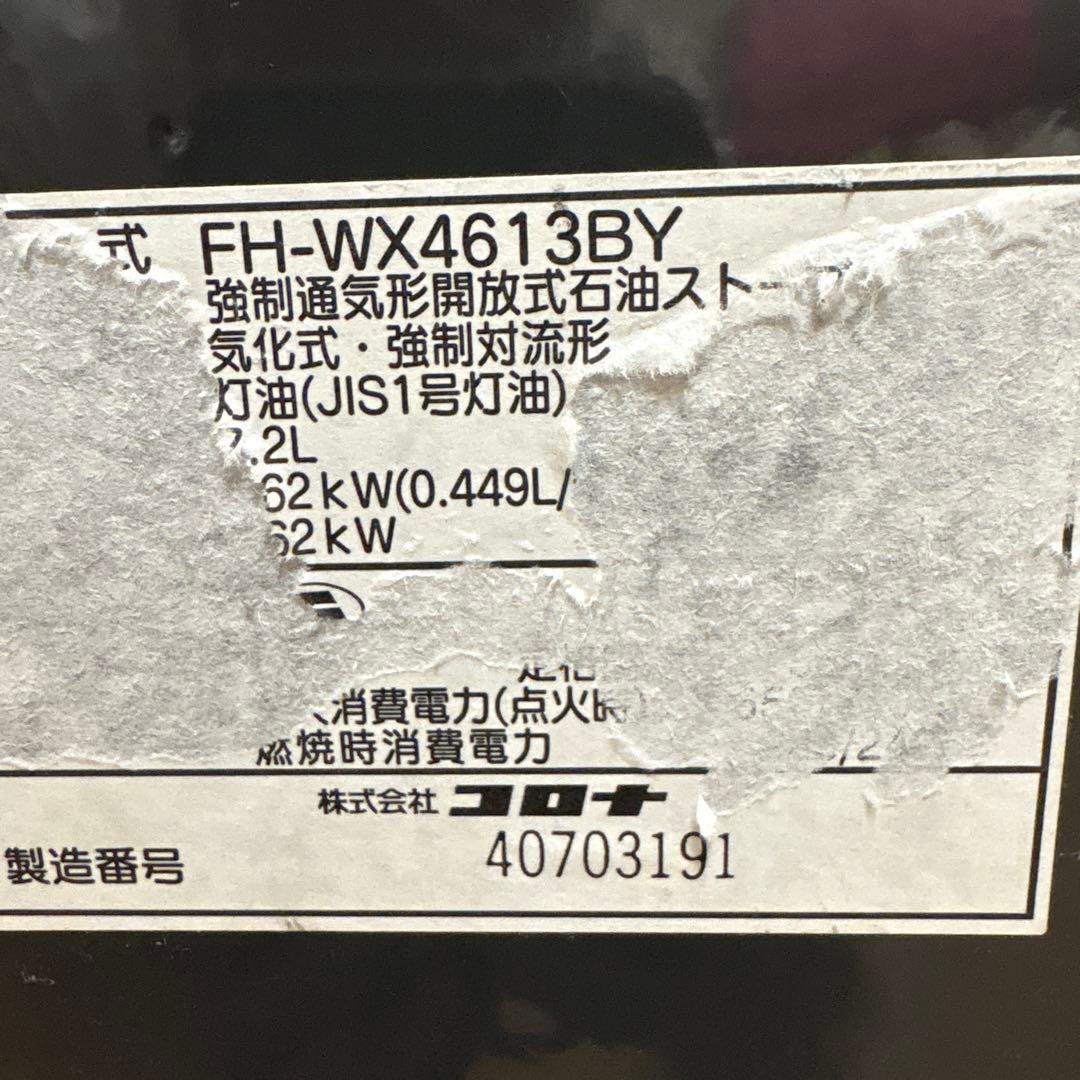 式 FH-WX4613BY
強制通気形開放式石油ストー
気化式・強制対流形
灯油(JIS1号灯油)
.2L
62kW(0.449L/
62kW
消費電力(点火時
燃焼時消費電力
株式会社 コロナ
製造番号 40703191